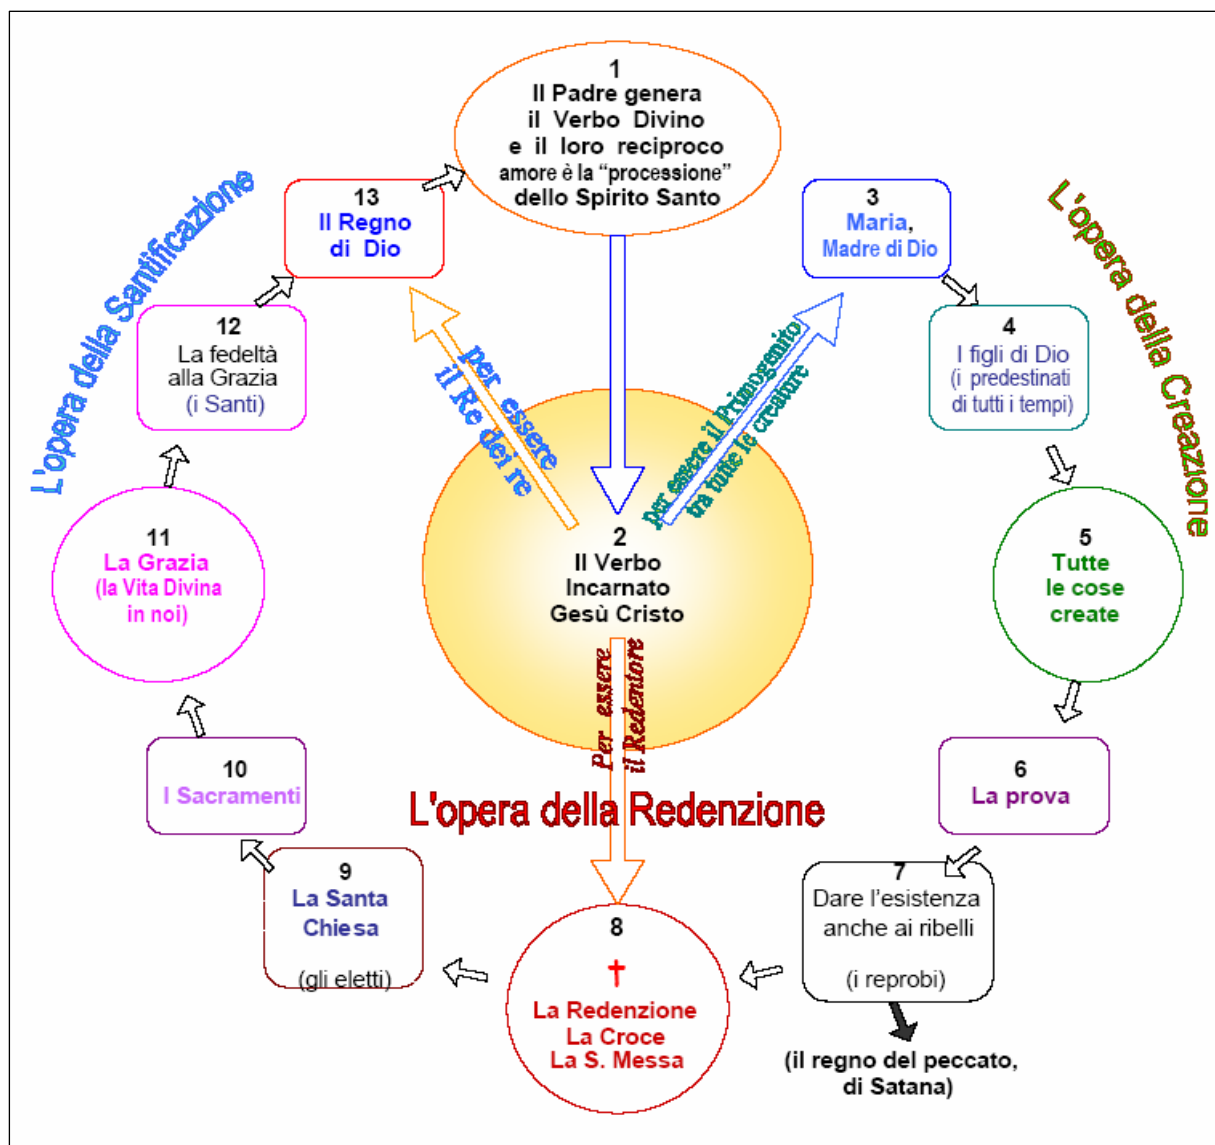 1
Il Padre genera
il Verbo Divino
e il loro reciproco
amore è la “processione”
dello Spirito Santo
L'opera della Santificazione
13
Il Regno
di Dio
3
Maria,
Madre di Dio
L'opera della Creazione
12
La fedeltà
alla Grazia
(i Santi)
per essere
il Re dei re
per essere il Primogenito
tra tutte le creature
4
I figli di Dio
(i predestinati
di tutti i tempi)
11
La Grazia
(la Vita Divina
in noi)
2
Il Verbo
Incarnato
Gesù Cristo
5
Tutte
le cose
create
Per essere
il Redentore
10
I Sacramenti
L'opera della Redenzione
6
La prova
9
La Santa
Chiesa
(gli eletti)
8
La Redenzione
La Croce
La S. Messa
7
Dare l’esistenza
anche ai ribelli
(i reprobi)
(il regno del peccato,
di Satana)